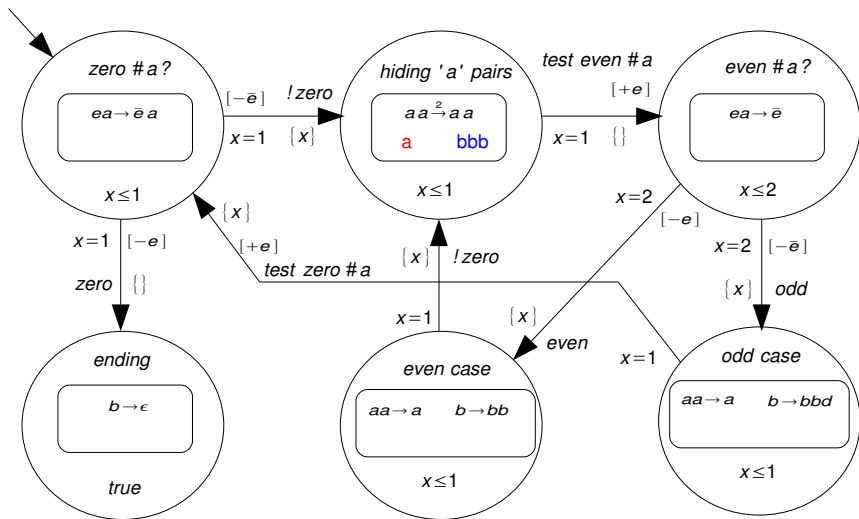 zero # a ?
ea → ē a
x ≤ 1
[−ē] ! zero
x = 1 {x}
hiding 'a' pairs
a a →² a a
a bbb
x ≤ 1
test even # a
[+e]
x = 1 {}
even # a?
ea → ē
x ≤ 2
x = 1 [−e]
zero {}
{x}
[+e]
test zero # a
{x} ! zero
x = 1
x = 2
[−e]
{x}
even
x = 2 [−ē]
{x} odd
x = 1
ending
b → ϵ
true
even case
aa → a b → bb
x ≤ 1
odd case
aa → a b → bbd
x ≤ 1